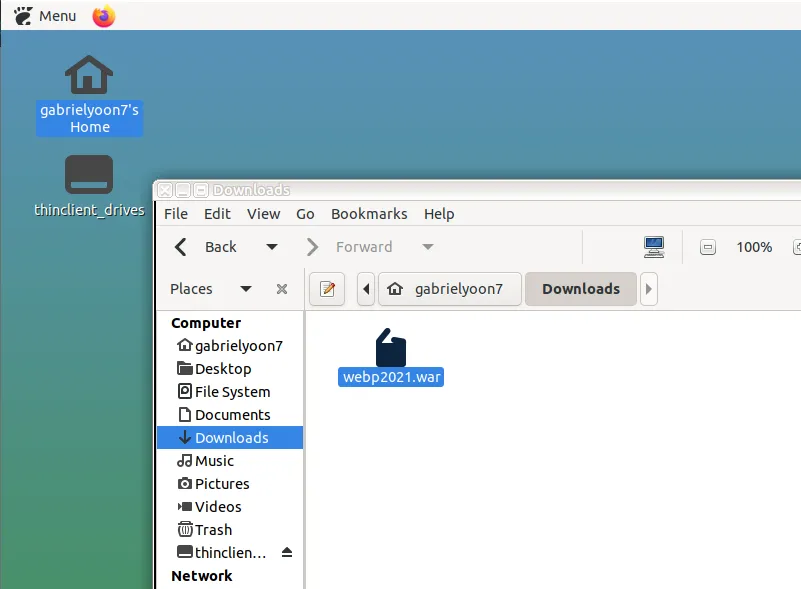 Menu
gabrielyoon7's
Home
thinclient_drives
Downloads
File Edit View Go Bookmarks Help
Back Forward 100%
Places gabrielyoon7 Downloads
Computer
gabrielyoon7
Desktop
File System
Documents
Downloads
Music
Pictures
Videos
Trash
thinclien...
Network
webp2021.war